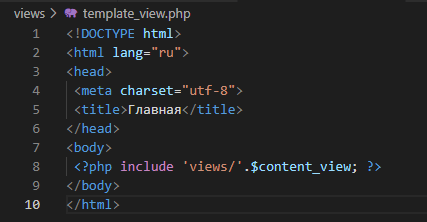 views > template_view.php
1 <!DOCTYPE html>
2 <html lang="ru">
3 <head>
4 <meta charset="utf-8">
5 <title>Главная</title>
6 </head>
7 <body>
8 <?php include 'views/'.$content_view; ?>
9 </body>
10 </html>